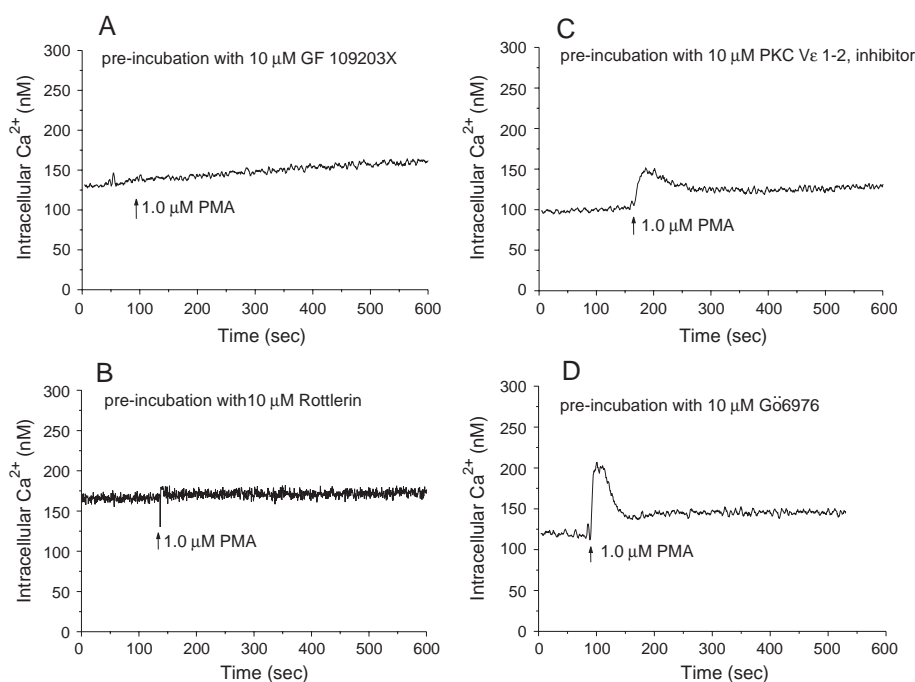 A
pre-incubation with 10 μM GF 109203X
Intracellular Ca2+ (nM)
300
250
200
150
100
50
0
1.0 μM PMA
0 100 200 300 400 500 600
Time (sec)
B
pre-incubation with10 μM Rottlerin
Intracellular Ca2+ (nM)
300
250
200
150
100
50
0
1.0 μM PMA
0 100 200 300 400 500 600
Time (sec)
C
pre-incubation with 10 μM PKC Vε 1-2, inhibitor
Intracellular Ca2+ (nM)
300
250
200
150
100
50
0
1.0 μM PMA
0 100 200 300 400 500 600
Time (sec)
D
pre-incubation with 10 μM Gö6976
Intracellular Ca2+ (nM)
300
250
200
150
100
50
0
1.0 μM PMA
0 100 200 300 400 500 600
Time (sec)